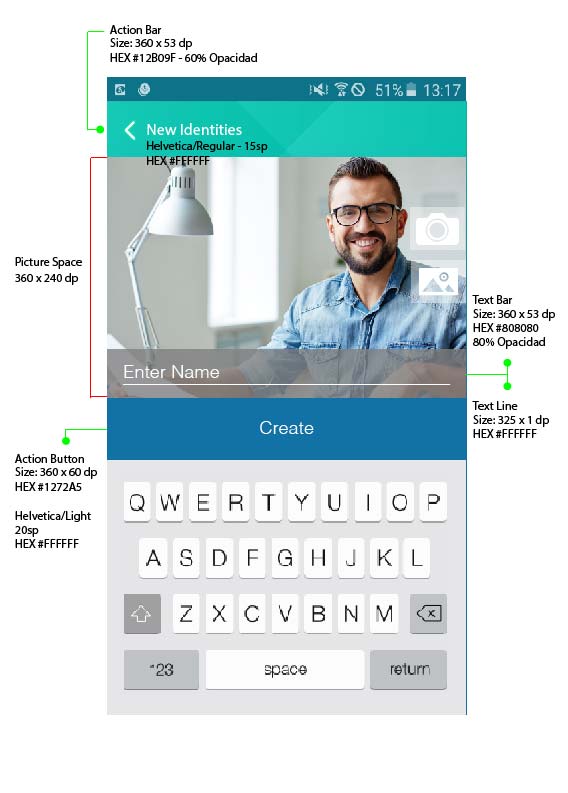 Action Bar
Size: 360 x 53 dp
HEX #12B09F - 60% Opacidad
51% 13:17
New Identities
Helvetica/Regular - 15sp
HEX #FFFFFF
Picture Space
360 x 240 dp
Text Bar
Size: 360 x 53 dp
HEX #808080
80% Opacidad
Enter Name
Text Line
Size: 325 x 1 dp
HEX #FFFFFF
Create
Action Button
Size: 360 x 60 dp
HEX #1272A5
Helvetica/Light
20sp
HEX #FFFFFF
Q W E R T Y U I O P
A S D F G H J K L
Z X C V B N M
*23 space return